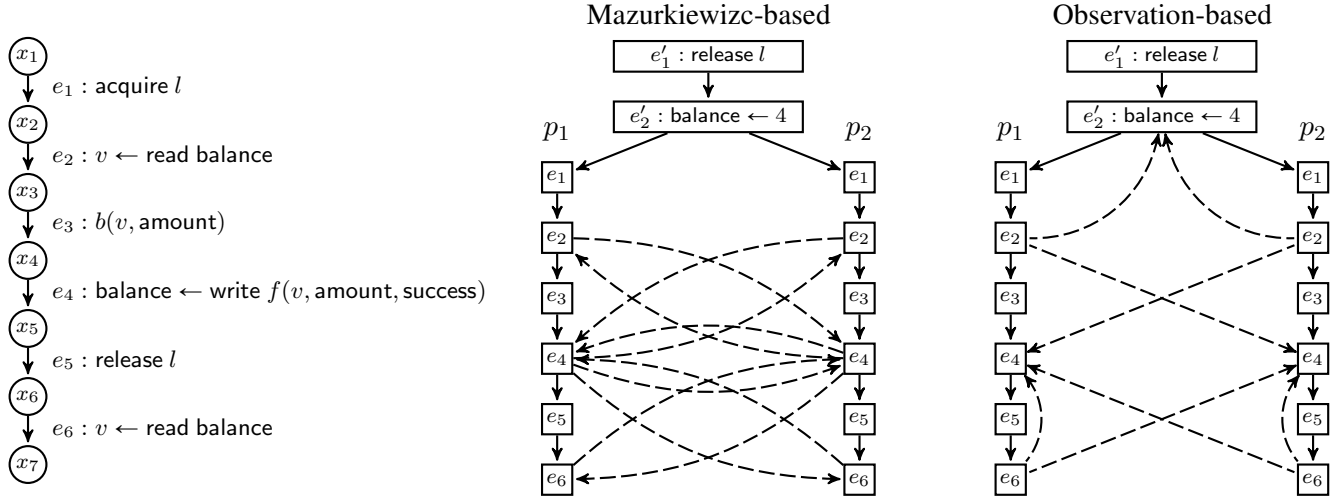 Mazurkiewizc-based
Observation-based
x₁
e₁ : acquire l
x₂
e₂ : v ← read balance
x₃
e₃ : b(v, amount)
x₄
e₄ : balance ← write f(v, amount, success)
x₅
e₅ : release l
x₆
e₆ : v ← read balance
x₇
e′₁ : release l
e′₂ : balance ← 4
p₁
p₂
e₁
e₁
e₂
e₂
e₃
e₃
e₄
e₄
e₅
e₅
e₆
e₆
e′₁ : release l
e′₂ : balance ← 4
p₁
p₂
e₁
e₁
e₂
e₂
e₃
e₃
e₄
e₄
e₅
e₅
e₆
e₆